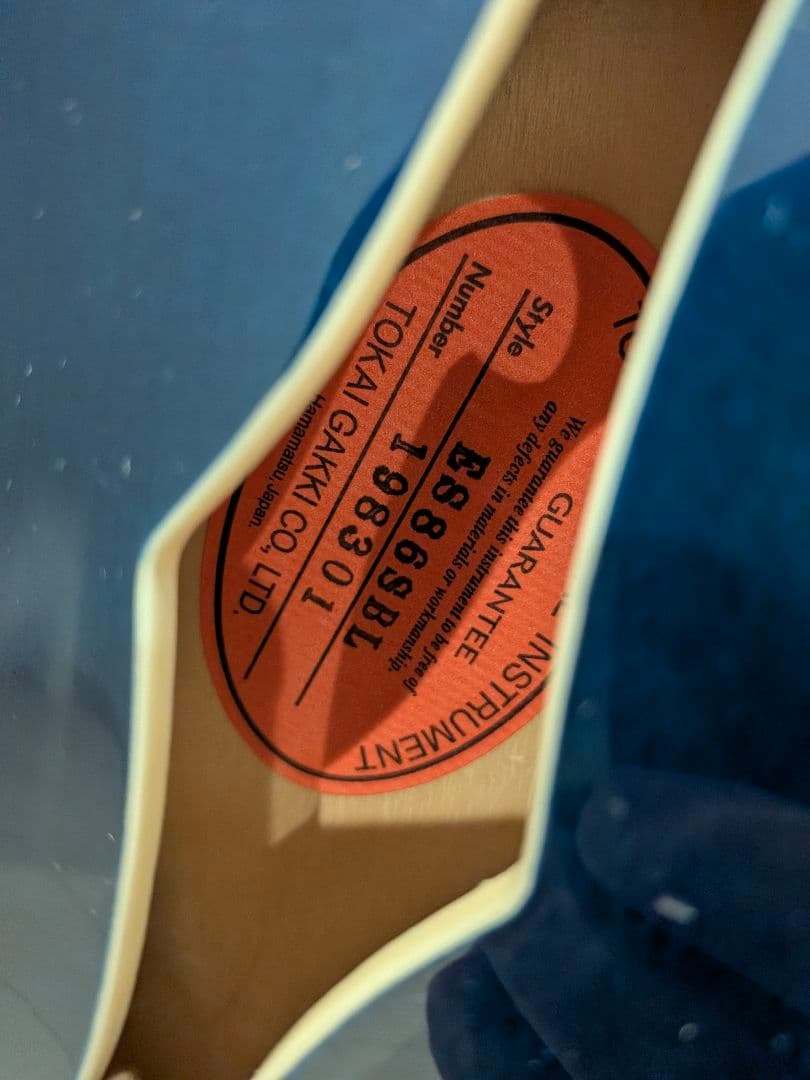 INSTRUMENT
GUARANTEE
We guarantee this instrument to be free of
any defects in materials or workmanship.
Style ES86SBL
Number 198301
TOKAI GAKKI CO., LTD.
Hamamatsu, Japan.